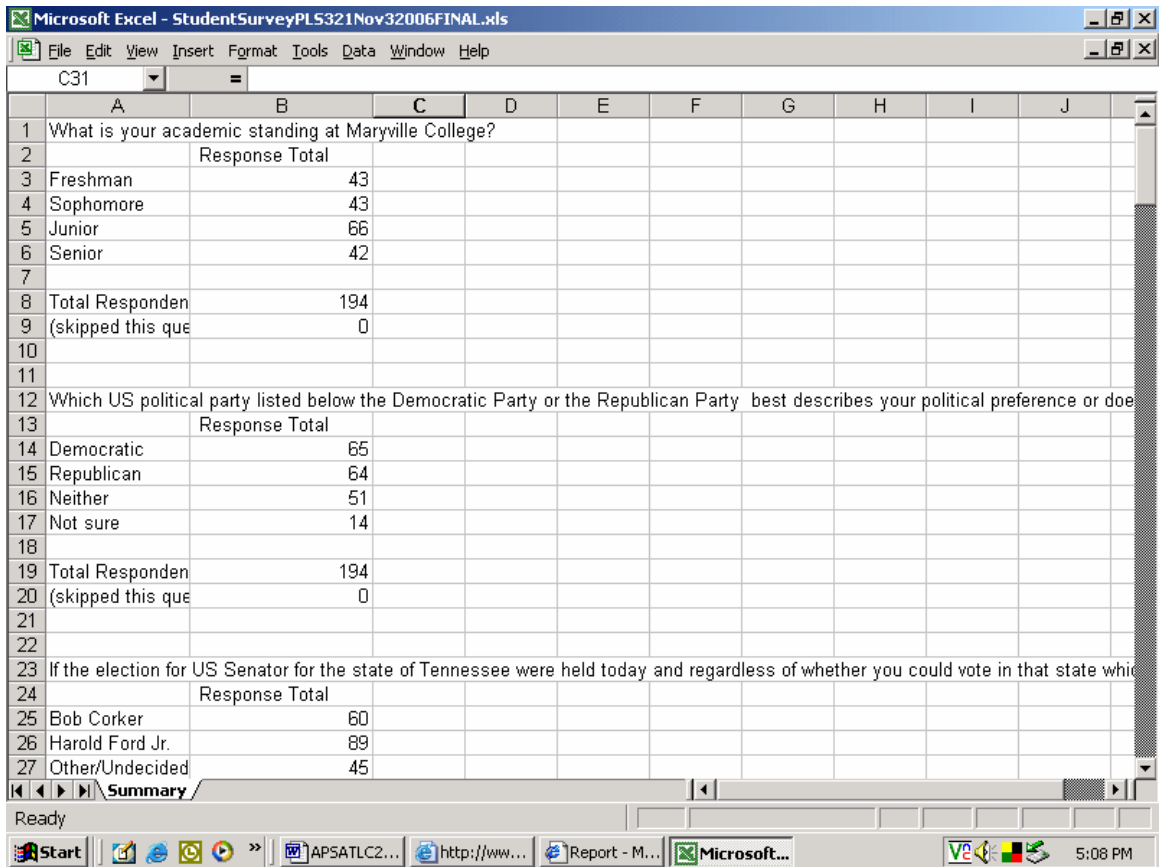 Microsoft Excel - StudentSurveyPLS321Nov32006FINAL.xls
File Edit View Insert Format Tools Data Window Help
C31 =
A B C D E F G H I J
1 What is your academic standing at Maryville College?
2 Response Total
3 Freshman 43
4 Sophomore 43
5 Junior 66
6 Senior 42
7
8 Total Responden 194
9 (skipped this que 0
10
11
12 Which US political party listed below the Democratic Party or the Republican Party best describes your political preference or doe
13 Response Total
14 Democratic 65
15 Republican 64
16 Neither 51
17 Not sure 14
18
19 Total Responden 194
20 (skipped this que 0
21
22
23 If the election for US Senator for the state of Tennessee were held today and regardless of whether you could vote in that state whic
24 Response Total
25 Bob Corker 60
26 Harold Ford Jr. 89
27 Other/Undecided 45
Summary
Ready
Start » APSATLC2... http://ww... Report - M... Microsoft... 5:08 PM